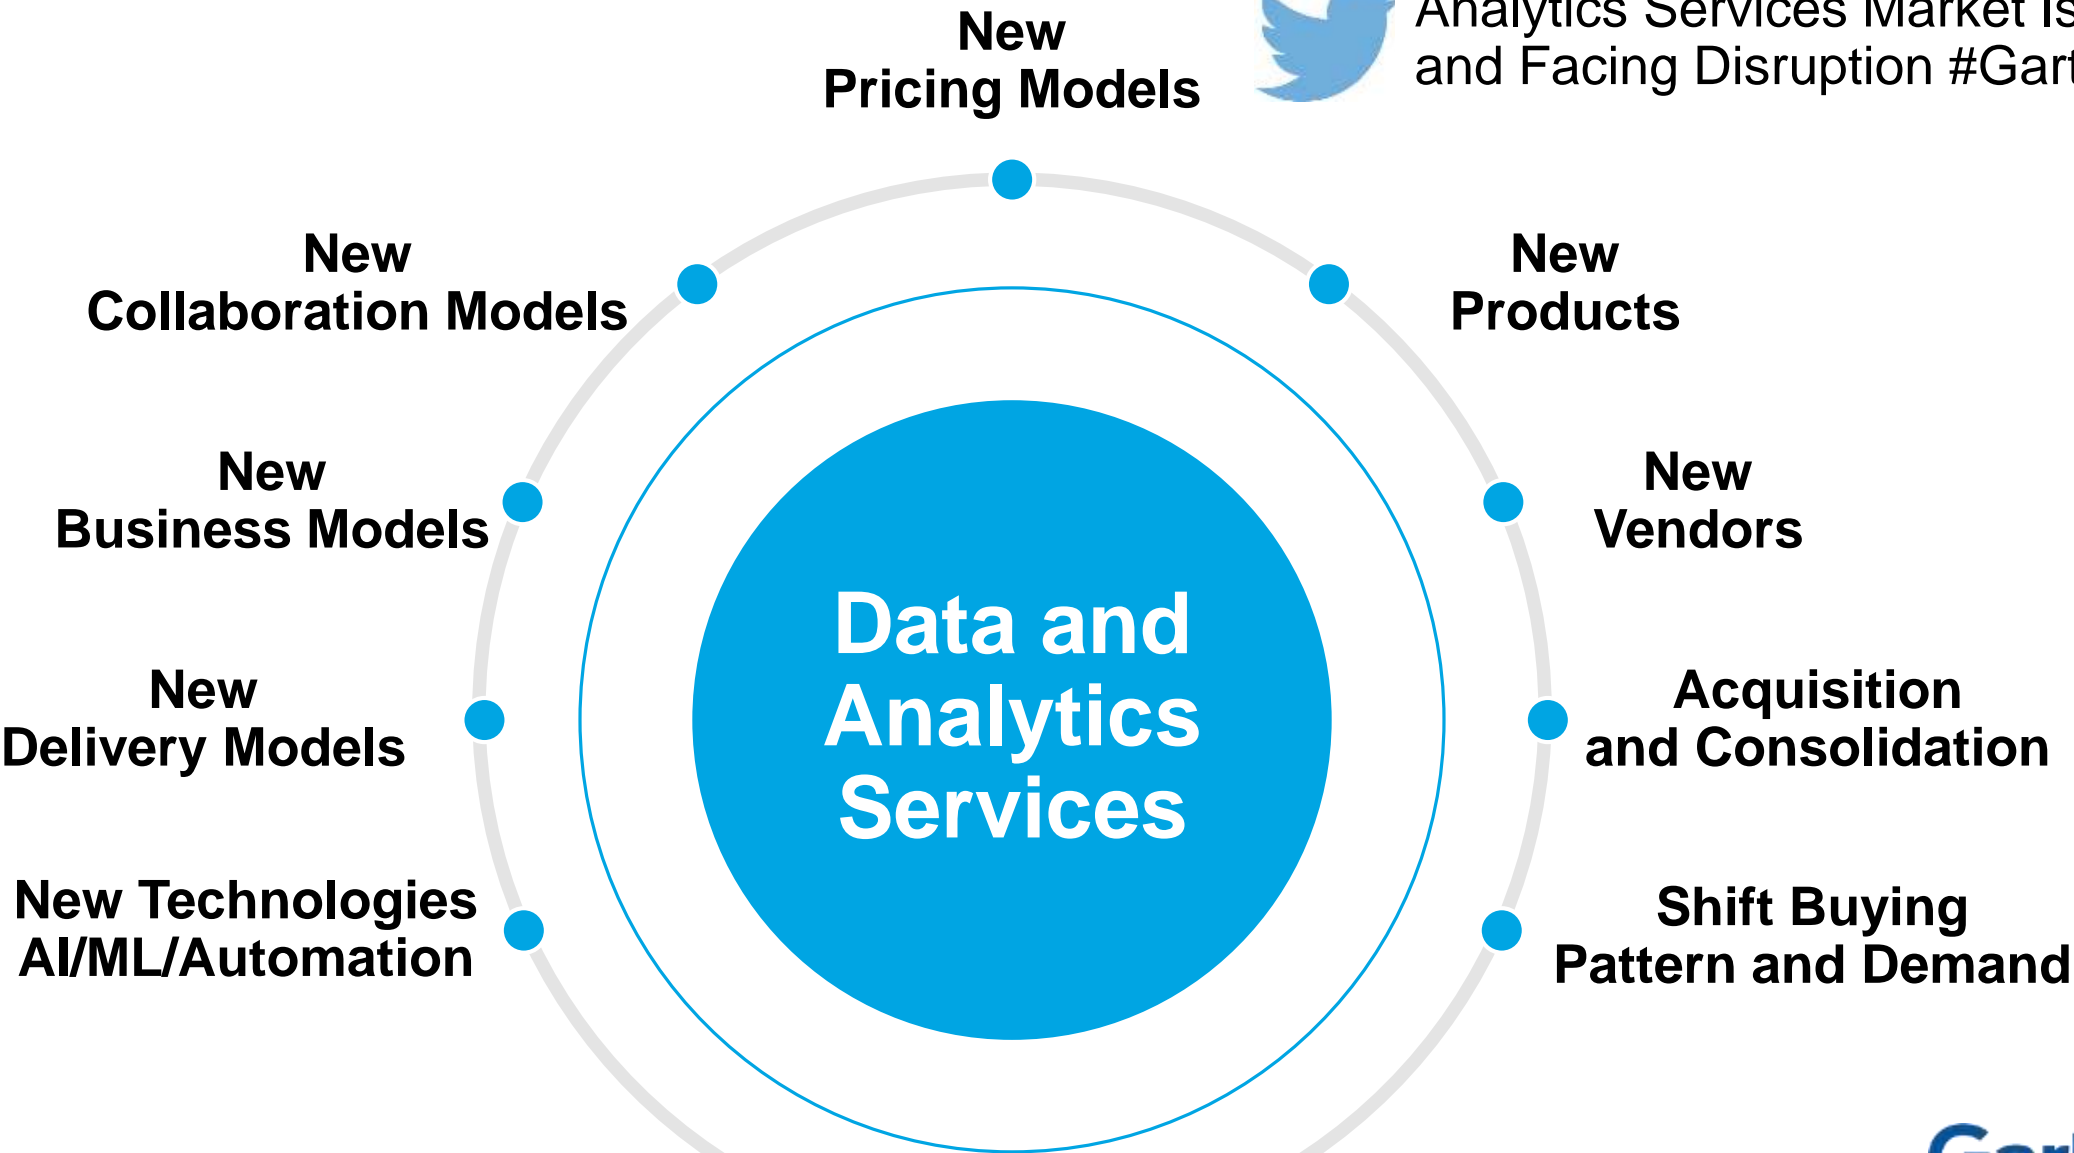 New
Pricing Models
Analytics Services Market is
and Facing Disruption
New
Collaboration Models
New
Products
New
Business Models
New
Vendors
Data and
Analytics
Services
New
Delivery Models
Acquisition
and Consolidation
New Technologies
AI/ML/Automation
Shift Buying
Pattern and Demand